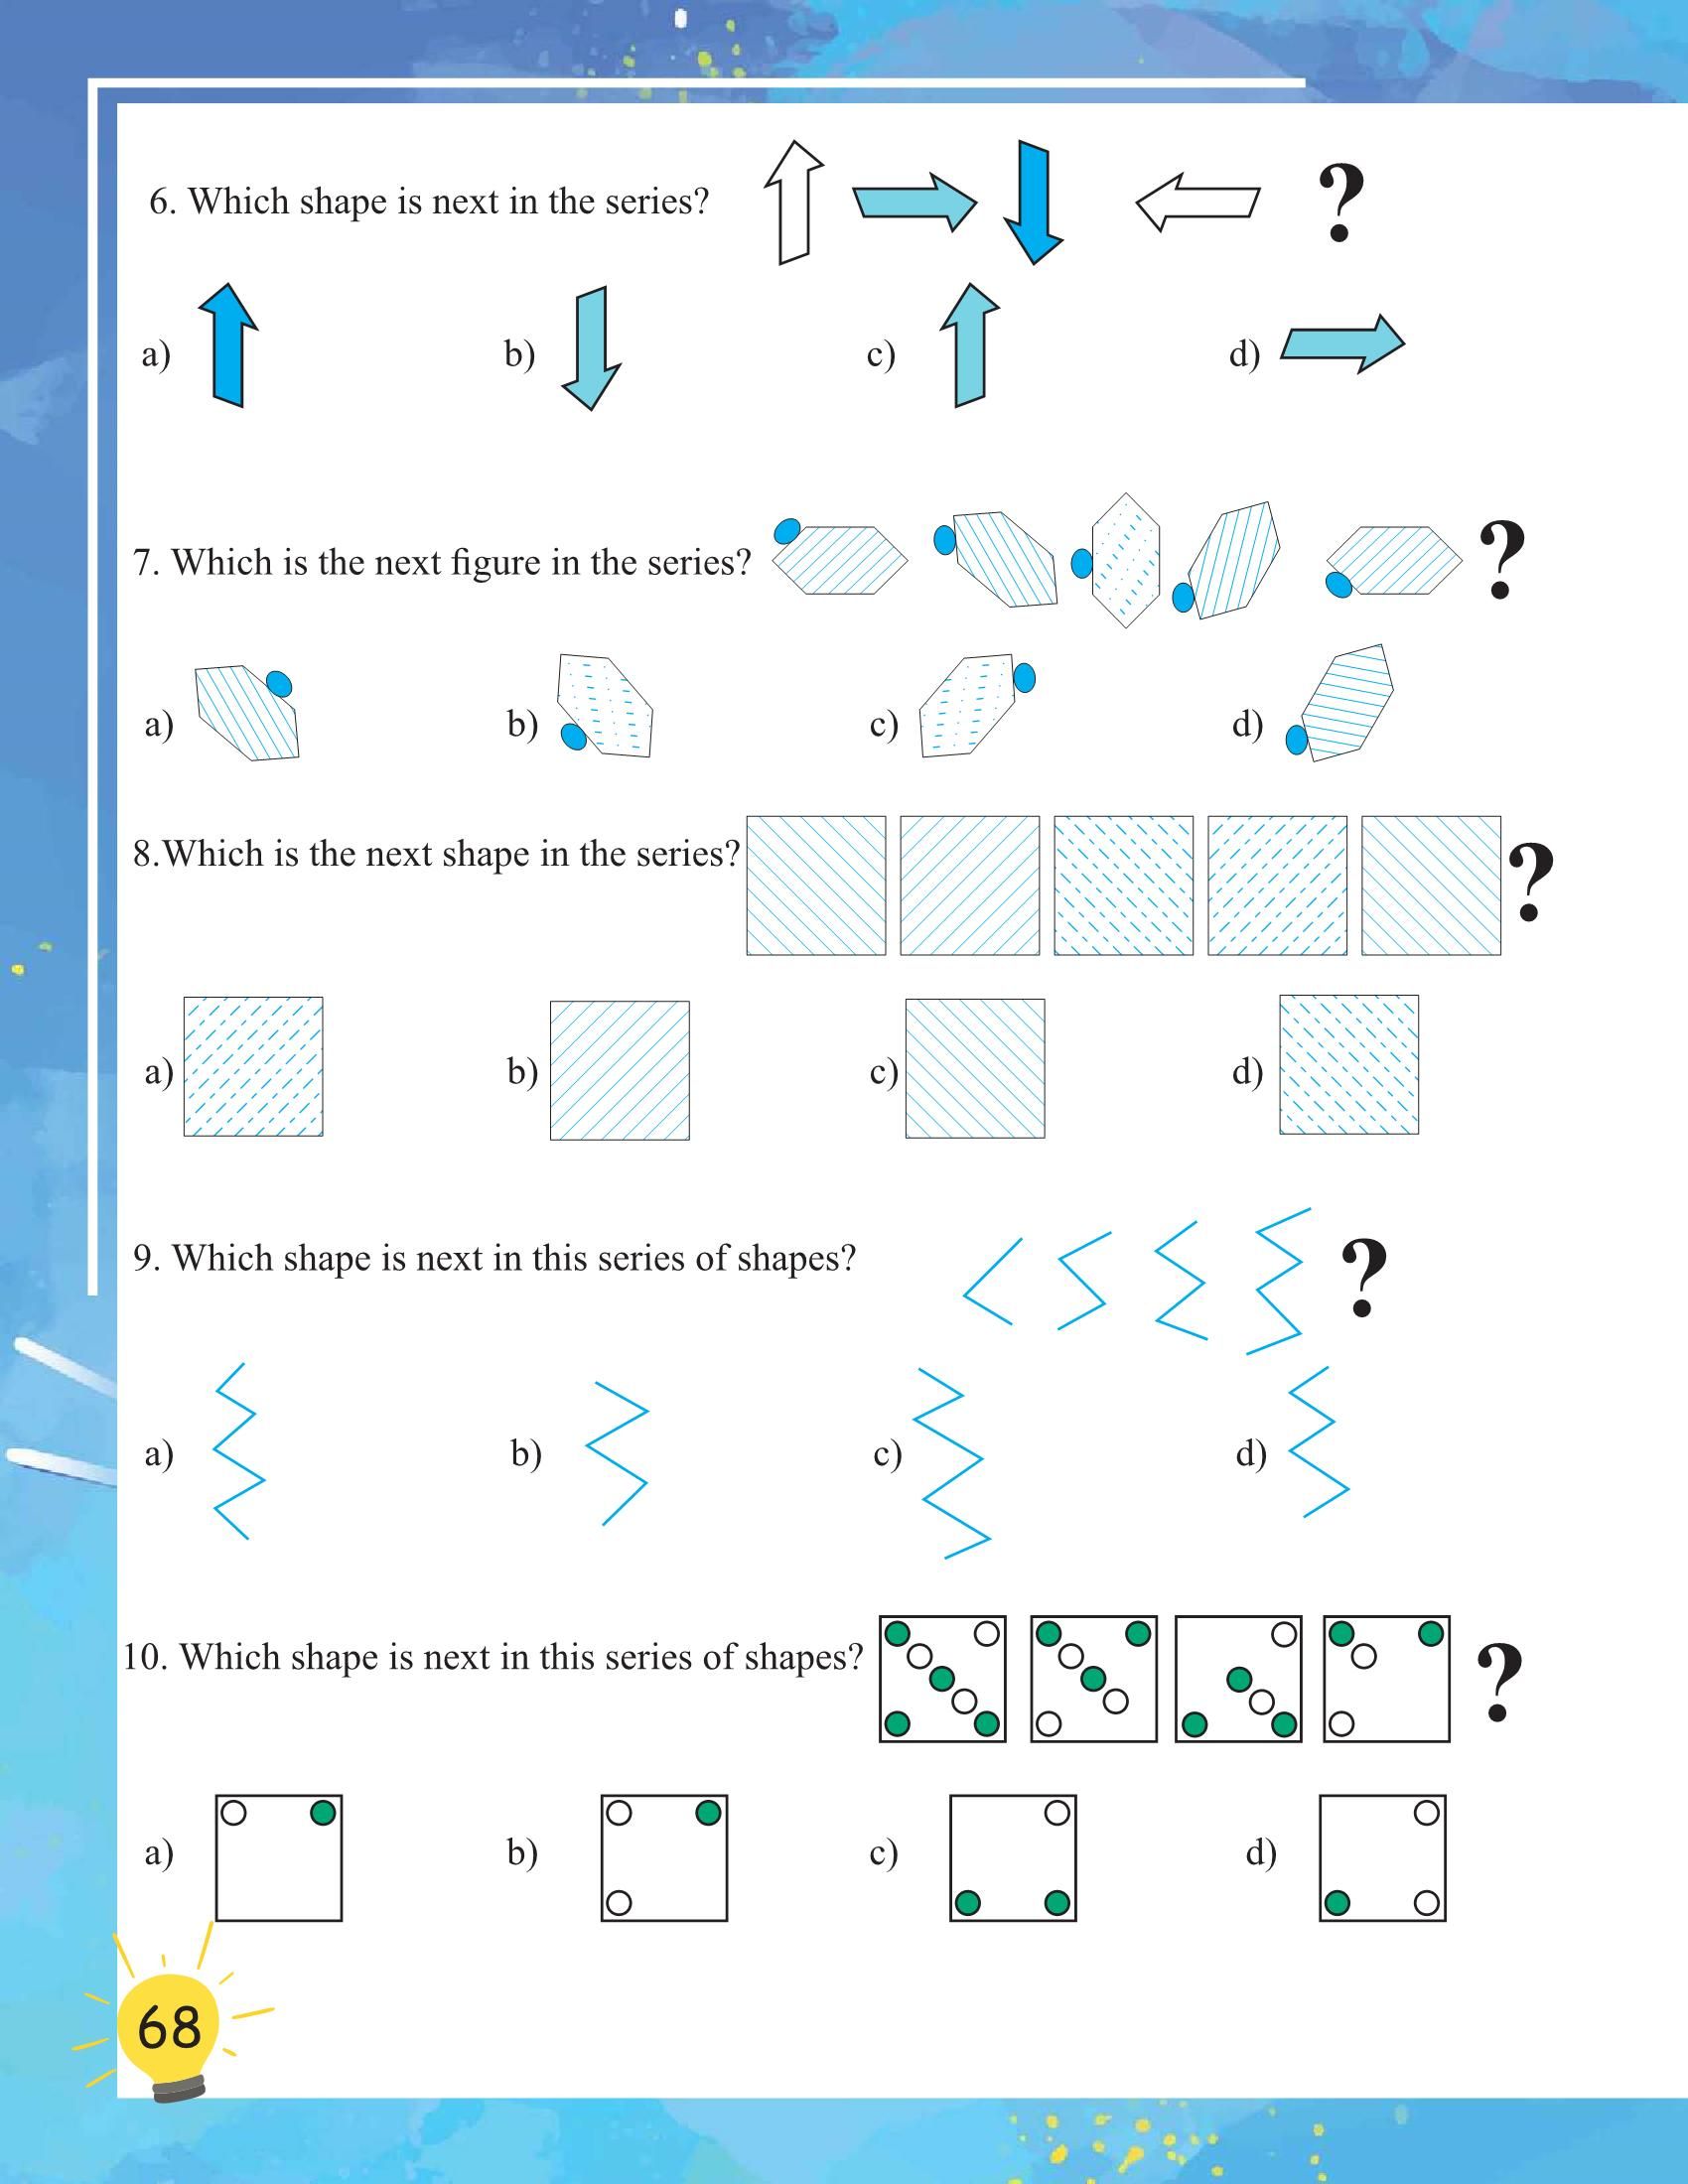 6. Which shape is next in the series? ?
a) b) c) d)
7. Which is the next figure in the series? ?
a) b) c) d)
8.Which is the next shape in the series? ?
a) b) c) d)
9. Which shape is next in this series of shapes? ?
a) b) c) d)
10. Which shape is next in this series of shapes? ?
a) b) c) d)
68